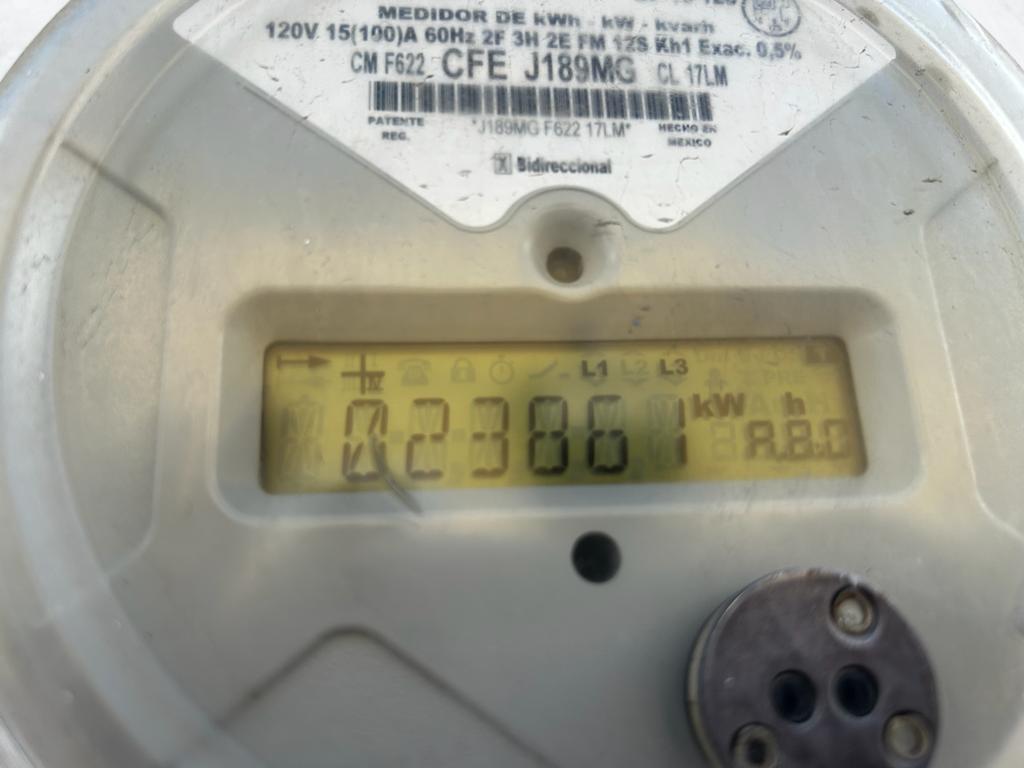 MEDIDOR DE kWh - kW - kvarh
120V 15(100)A 60Hz 2F 3H 2E FM 12S Kh1 Exac. 0,5%
CM F622 CFE J189MG CL 17LM
PATENTE REG.
*J189MG F622 17LM*
HECHO EN MEXICO
X Bidireccional
L1 L2 L3
023861 kWh